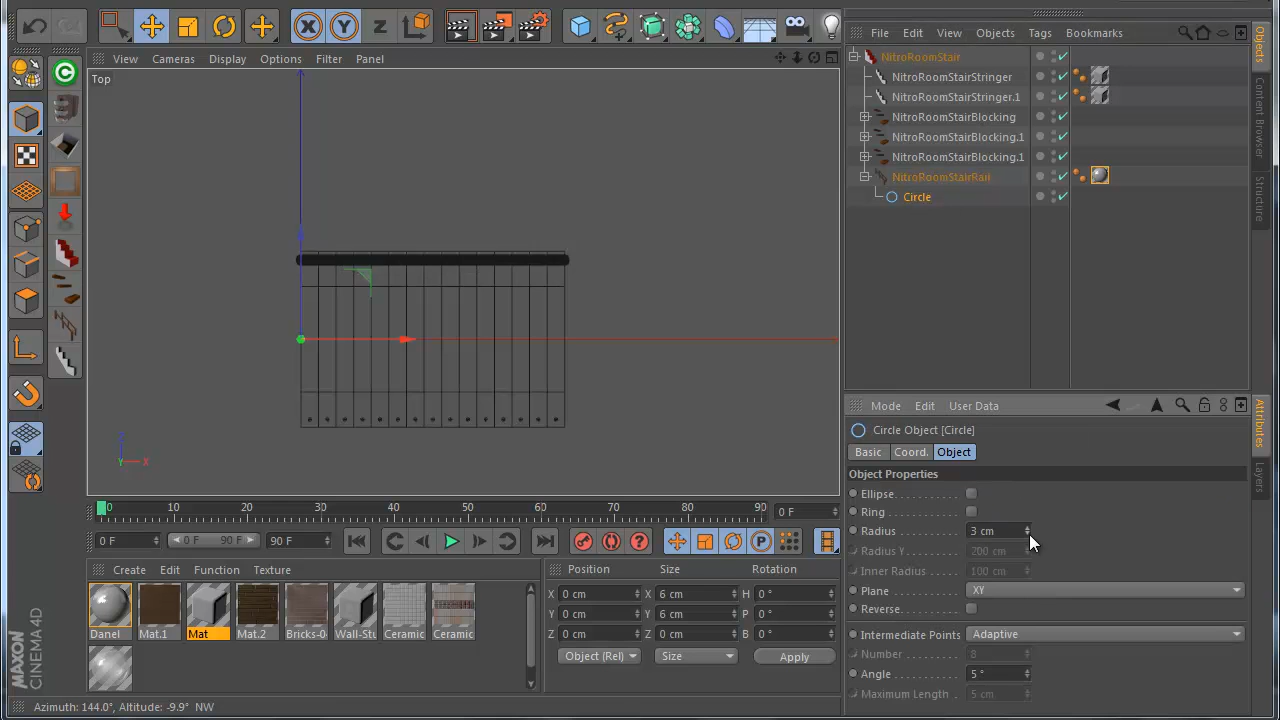 View Cameras Display Options Filter Panel
Top
0 10 20 30 40 50 60 70 80 90 0 F
0 F 0 F 90 F 90 F
Create Edit Function Texture
Danel Mat.1 Mat Mat.2 Bricks-0 Wall-Stu Ceramic Ceramic
Position Size Rotation
X 0 cm X 6 cm H 0 °
Y 0 cm Y 6 cm P 0 °
Z 0 cm Z 0 cm B 0 °
Object (Rel) Size Apply
MAXON
CINEMA 4D
Azimuth: 144.0°, Altitude: -9.9° NW
File Edit View Objects Tags Bookmarks
NitroRoomStair
NitroRoomStairStringer
NitroRoomStairStringer.1
NitroRoomStairBlocking
NitroRoomStairBlocking.1
NitroRoomStairBlocking.1
NitroRoomStairRail
Circle
Objects
Content Browser
Structure
Mode Edit User Data
Circle Object [Circle]
Basic Coord. Object
Object Properties
Ellipse
Ring
Radius 3 cm
Radius Y 200 cm
Inner Radius 100 cm
Plane XY
Reverse
Intermediate Points Adaptive
Number 8
Angle 5 °
Maximum Length 5 cm
Attributes
Layers
X
Y
Z
P
Y X